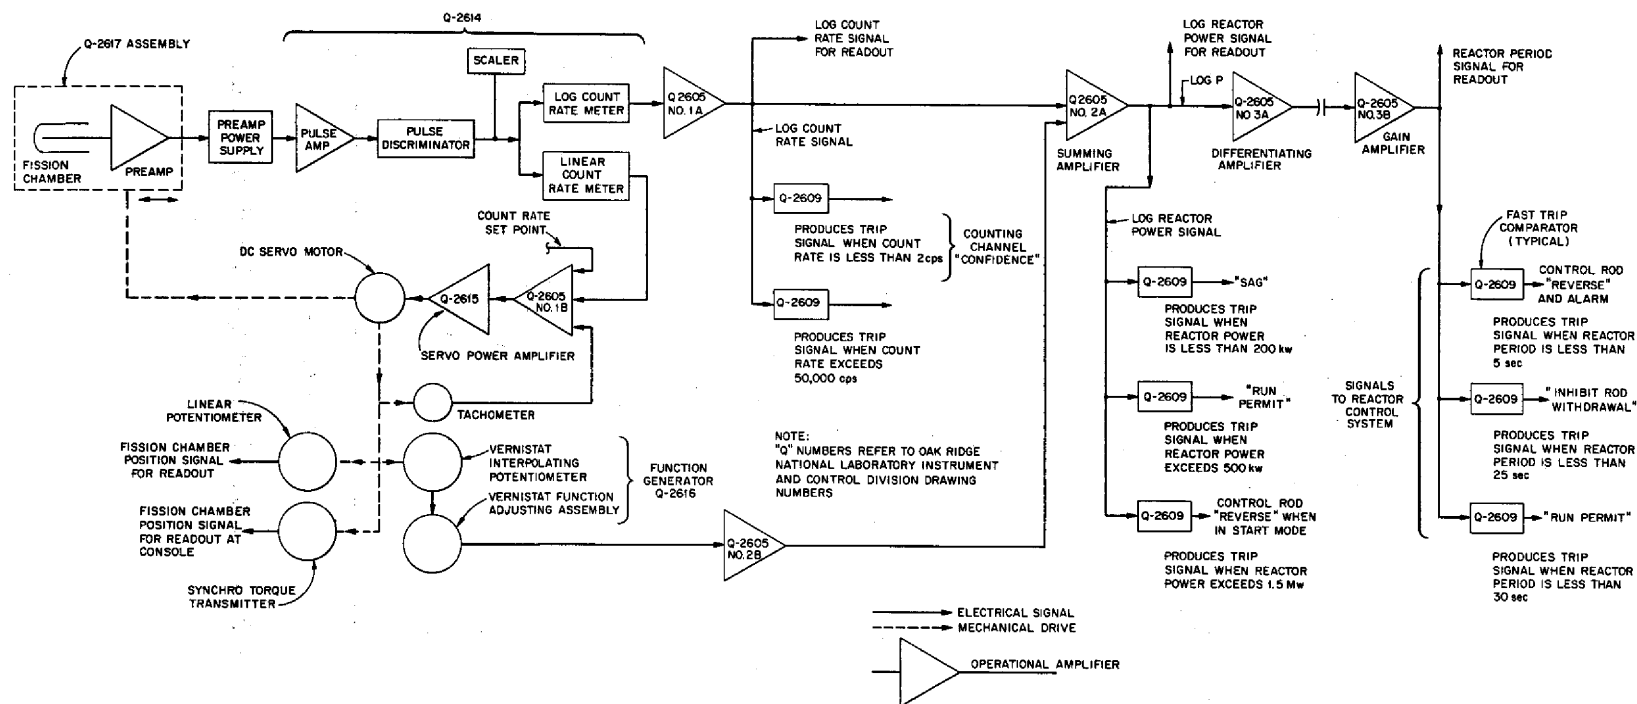 Q-2614
Q-2617 ASSEMBLY
SCALER
LOG COUNT
RATE SIGNAL
FOR READOUT
LOG REACTOR
POWER SIGNAL
FOR READOUT
REACTOR PERIOD
SIGNAL FOR
READOUT
FISSION
CHAMBER
PREAMP
PREAMP
POWER
SUPPLY
PULSE
AMP
PULSE
DISCRIMINATOR
LOG COUNT
RATE METER
LINEAR
COUNT
RATE METER
Q 2605
NO. 1A
LOG COUNT
RATE SIGNAL
Q 2605
NO. 2A
SUMMING
AMPLIFIER
LOG P
Q-2605
NO 3A
DIFFERENTIATING
AMPLIFIER
Q-2605
NO.3B
GAIN
AMPLIFIER
COUNT RATE
SET POINT
DC SERVO MOTOR
Q-2615
Q-2605
NO. 1B
SERVO POWER AMPLIFIER
TACHOMETER
Q-2609
PRODUCES TRIP
SIGNAL WHEN COUNT
RATE IS LESS THAN 2 cps
COUNTING
CHANNEL
"CONFIDENCE"
Q-2609
PRODUCES TRIP
SIGNAL WHEN COUNT
RATE EXCEEDS
50,000 cps
LOG REACTOR
POWER SIGNAL
Q-2609
"SAG"
PRODUCES TRIP
SIGNAL WHEN
REACTOR POWER
IS LESS THAN 200 kw
Q-2609
"RUN
PERMIT"
PRODUCES TRIP
SIGNAL WHEN
REACTOR POWER
EXCEEDS 500 kw
Q-2609
CONTROL ROD
"REVERSE" WHEN
IN START MODE
PRODUCES TRIP
SIGNAL WHEN REACTOR
POWER EXCEEDS 1.5 Mw
FAST TRIP
COMPARATOR
(TYPICAL)
Q-2609
CONTROL ROD
"REVERSE"
AND ALARM
PRODUCES TRIP
SIGNAL WHEN REACTOR
PERIOD IS LESS THAN
5 sec
SIGNALS
TO REACTOR
CONTROL
SYSTEM
Q-2609
"INHIBIT ROD
WITHDRAWAL"
PRODUCES TRIP
SIGNAL WHEN REACTOR
PERIOD IS LESS THAN
25 sec
Q-2609
"RUN PERMIT"
PRODUCES TRIP
SIGNAL WHEN REACTOR
PERIOD IS LESS THAN
30 sec
LINEAR
POTENTIOMETER
FISSION CHAMBER
POSITION SIGNAL
FOR READOUT
FISSION CHAMBER
POSITION SIGNAL
FOR READOUT AT
CONSOLE
SYNCHRO TORQUE
TRANSMITTER
VERNISTAT
INTERPOLATING
POTENTIOMETER
VERNISTAT FUNCTION
ADJUSTING ASSEMBLY
FUNCTION
GENERATOR
Q-2616
NOTE:
"Q" NUMBERS REFER TO OAK RIDGE
NATIONAL LABORATORY INSTRUMENT
AND CONTROL DIVISION DRAWING
NUMBERS
Q-2605
NO. 2B
ELECTRICAL SIGNAL
MECHANICAL DRIVE
OPERATIONAL AMPLIFIER